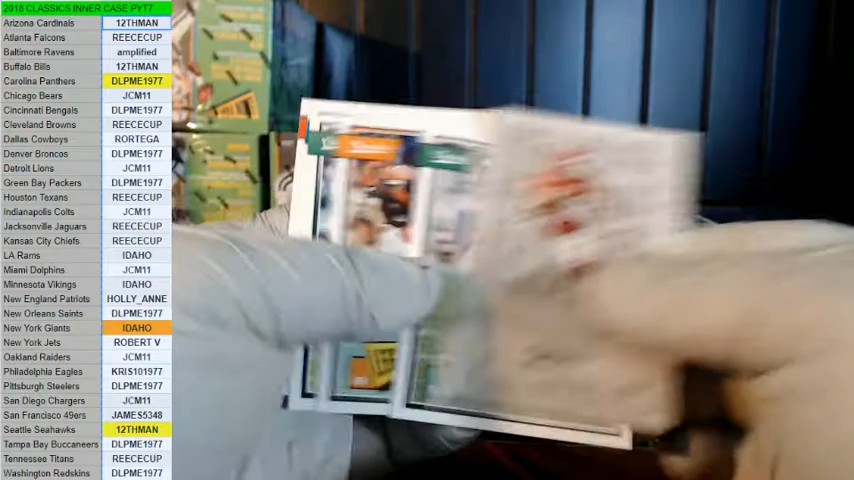 2018 CLASSICS INNER CASE PYT7
Arizona Cardinals 12THMAN
Atlanta Falcons REECECUP
Baltimore Ravens amplified
Buffalo Bills 12THMAN
Carolina Panthers DLPME1977
Chicago Bears JCM11
Cincinnati Bengals DLPME1977
Cleveland Browns REECECUP
Dallas Cowboys RORTEGA
Denver Broncos DLPME1977
Detroit Lions JCM11
Green Bay Packers DLPME1977
Houston Texans REECECUP
Indianapolis Colts JCM11
Jacksonville Jaguars REECECUP
Kansas City Chiefs REECECUP
LA Rams IDAHO
Miami Dolphins JCM11
Minnesota Vikings IDAHO
New England Patriots HOLLY_ANNE
New Orleans Saints DLPME1977
New York Giants IDAHO
New York Jets ROBERT V
Oakland Raiders JCM11
Philadelphia Eagles KRIS101977
Pittsburgh Steelers DLPME1977
San Diego Chargers JCM11
San Francisco 49ers JAMES5348
Seattle Seahawks 12THMAN
Tampa Bay Buccaneers DLPME1977
Tennessee Titans REECECUP
Washington Redskins DLPME1977